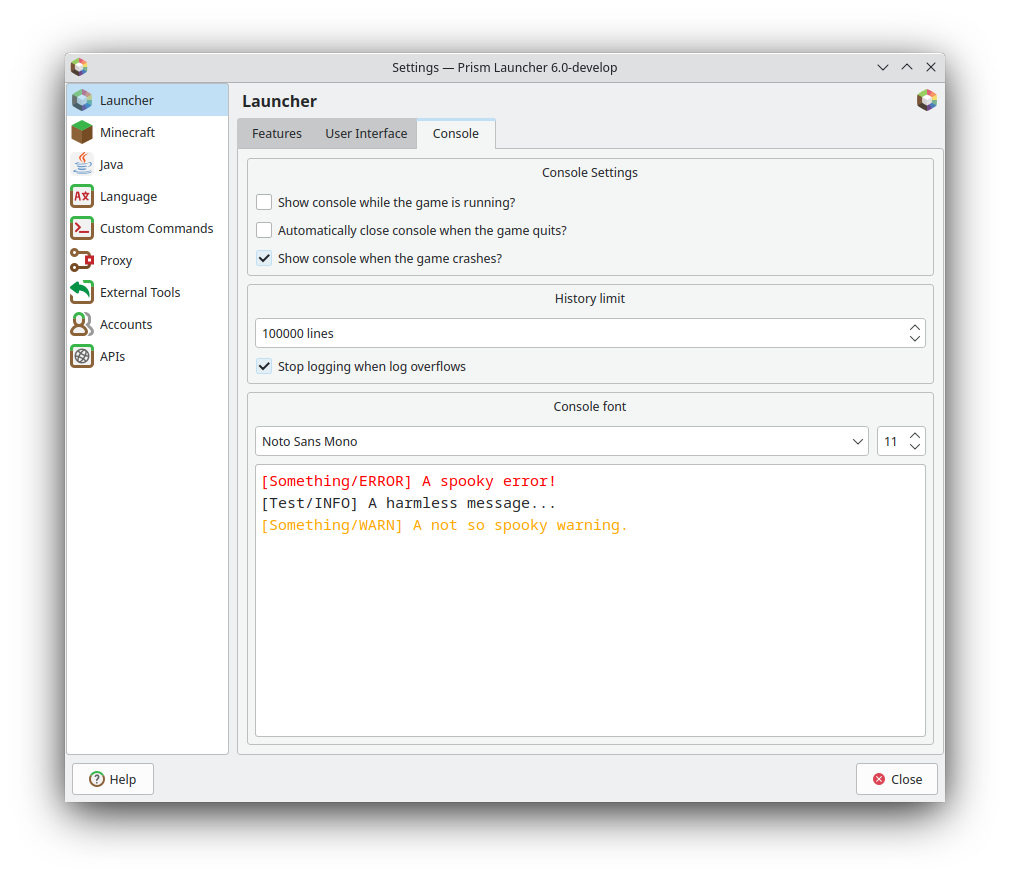 Settings — Prism Launcher 6.0-develop
Launcher
Minecraft
Java
Language
Custom Commands
Proxy
External Tools
Accounts
APIs
Launcher
Features User Interface Console
Console Settings
Show console while the game is running?
Automatically close console when the game quits?
Show console when the game crashes?
History limit
100000 lines
Stop logging when log overflows
Console font
Noto Sans Mono 11
[Something/ERROR] A spooky error!
[Test/INFO] A harmless message...
[Something/WARN] A not so spooky warning.
Help Close